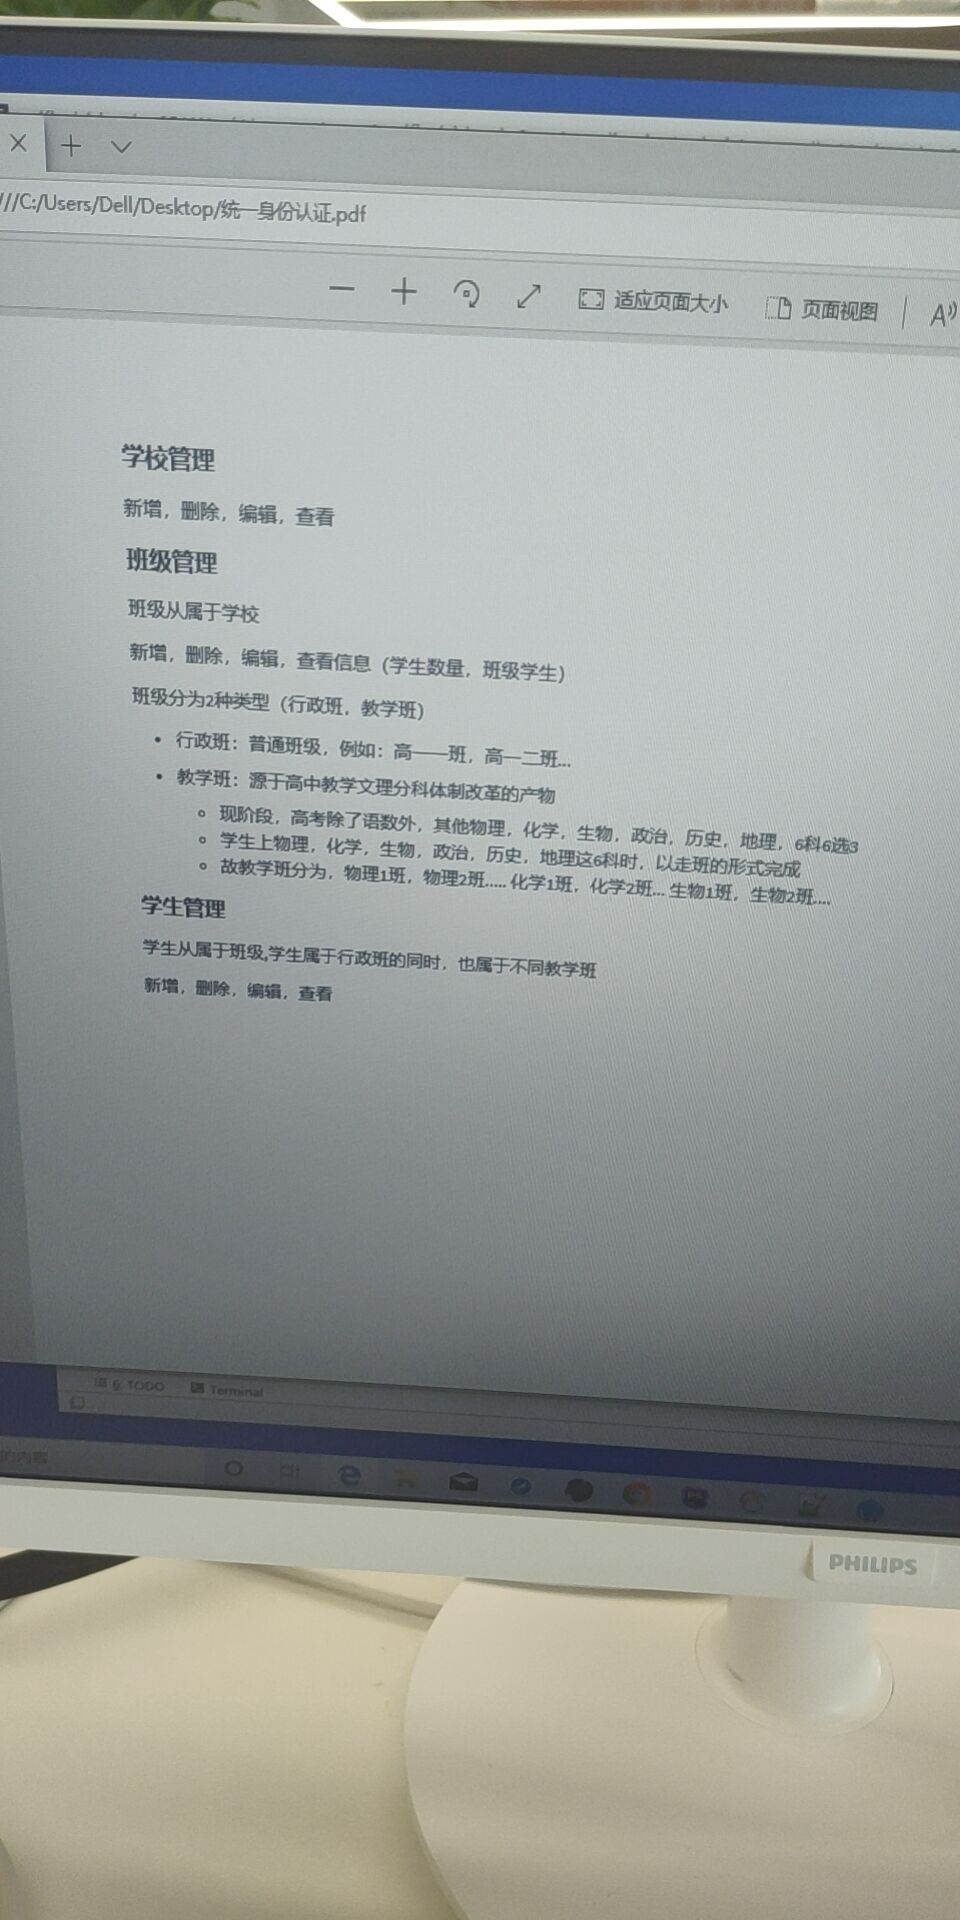 ///C:/Users/Dell/Desktop/统一身份认证.pdf
适应页面大小 页面视图 A
学校管理
新增，删除，编辑，查看
班级管理
班级从属于学校
新增，删除，编辑，查看信息（学生数量，班级学生）
班级分为2种类型（行政班，教学班）
• 行政班：普通班级，例如：高一一班，高一二班...
• 教学班：源于高中教学文理分科体制改革的产物
◦ 现阶段，高考除了语数外，其他物理，化学，生物，政治，历史，地理，6科6选3
◦ 学生上物理，化学，生物，政治，历史，地理这6科时，以走班的形式完成
◦ 故教学班分为，物理1班，物理2班..... 化学1班，化学2班... 生物1班，生物2班....
学生管理
学生从属于班级,学生属于行政班的同时，也属于不同教学班
新增，删除，编辑，查看
6: TODO Terminal
的内容
PHILIPS